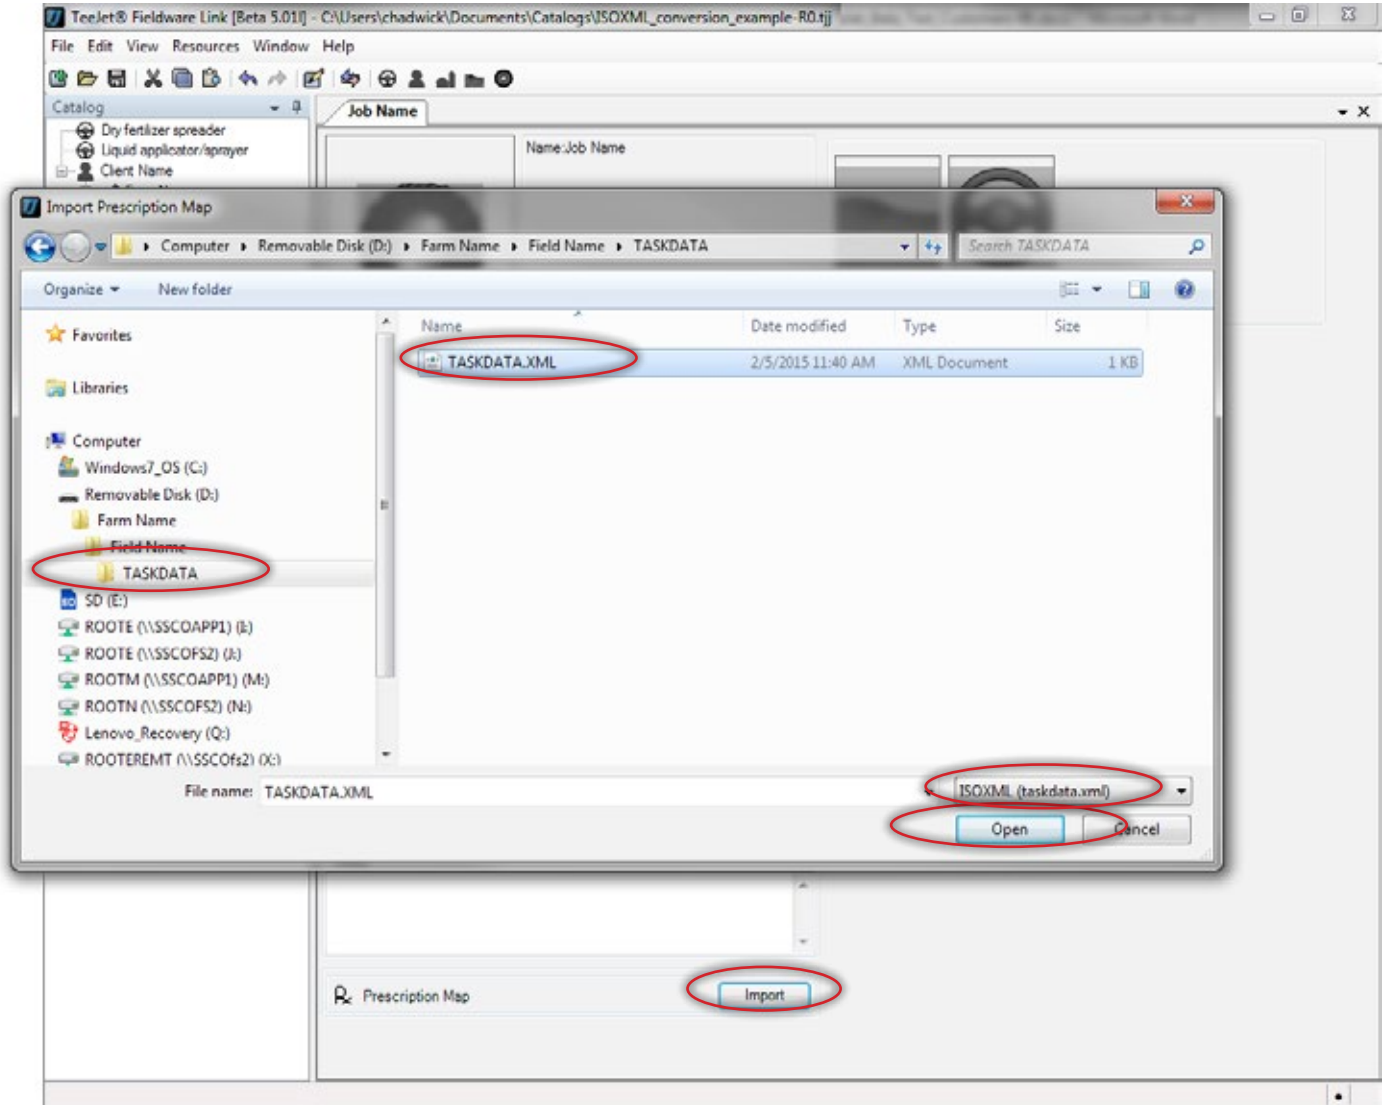 TeeJet® Fieldware Link [Beta 5.01f] - C:\Users\chadwick\Documents\Catalogs\ISOXML_conversion_example-R0.tjj
File Edit View Resources Window Help
Catalog
Job Name
Dry fertilizer spreader
Liquid applicator/sprayer
Client Name
Name:Job Name
Import Prescription Map
Computer Removable Disk (D:) Farm Name Field Name TASKDATA
Search TASKDATA
Organize New folder
Favorites
Libraries
Computer
Windows7_OS (C:)
Removable Disk (D:)
Farm Name
Field Name
TASKDATA
SD (E:)
ROOTE (\\SSCOAPP1) (I:)
ROOTE (\\SSCOFS2) (J:)
ROOTM (\\SSCOAPP1) (M:)
ROOTN (\\SSCOFS2) (N:)
Lenovo_Recovery (Q:)
ROOTEREMT (\\SSCOfs2) (X:)
Name Date modified Type Size
TASKDATA.XML 2/5/2015 11:40 AM XML Document 1 KB
File name: TASKDATA.XML
ISOXML (taskdata.xml)
Open Cancel
Prescription Map Import